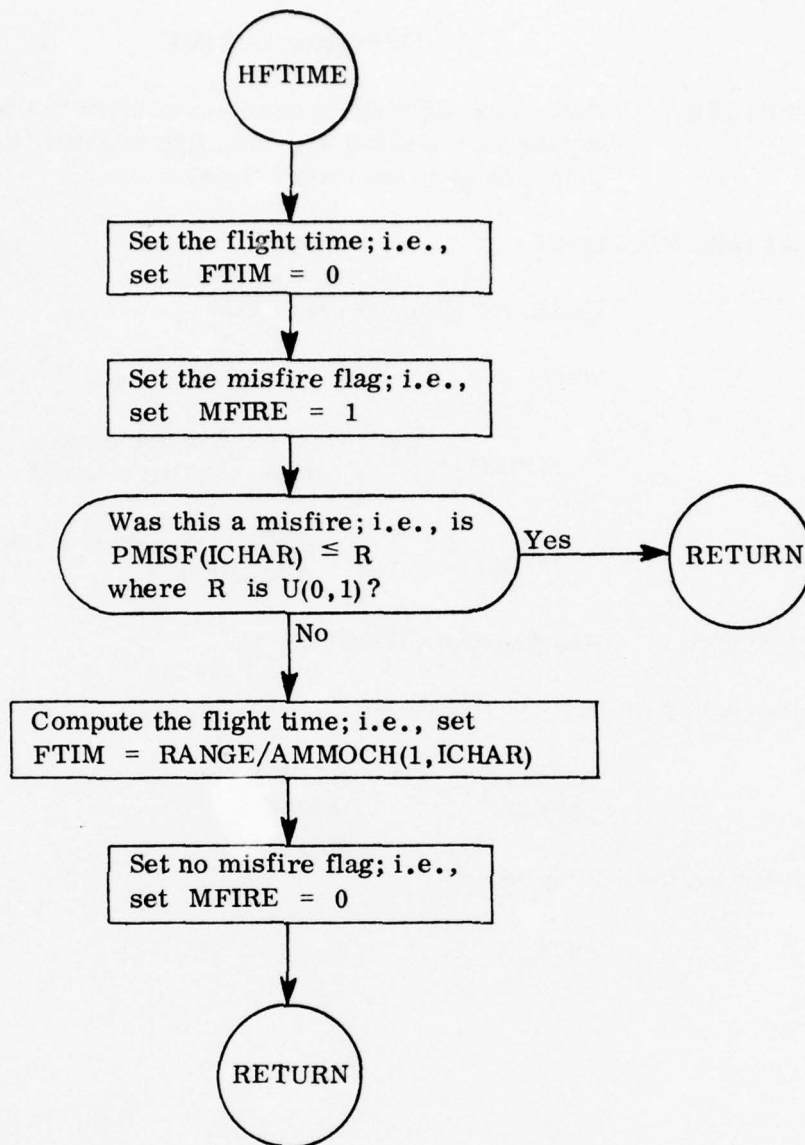 HFTIME
Set the flight time; i.e.,
set FTIM = 0
Set the misfire flag; i.e.,
set MFIRE = 1
Was this a misfire; i.e., is
PMISF(ICHAR) ≤ R
where R is U(0,1)?
Yes
RETURN
No
Compute the flight time; i.e., set
FTIM = RANGE/AMMOCH(1,ICHAR)
Set no misfire flag; i.e.,
set MFIRE = 0
RETURN